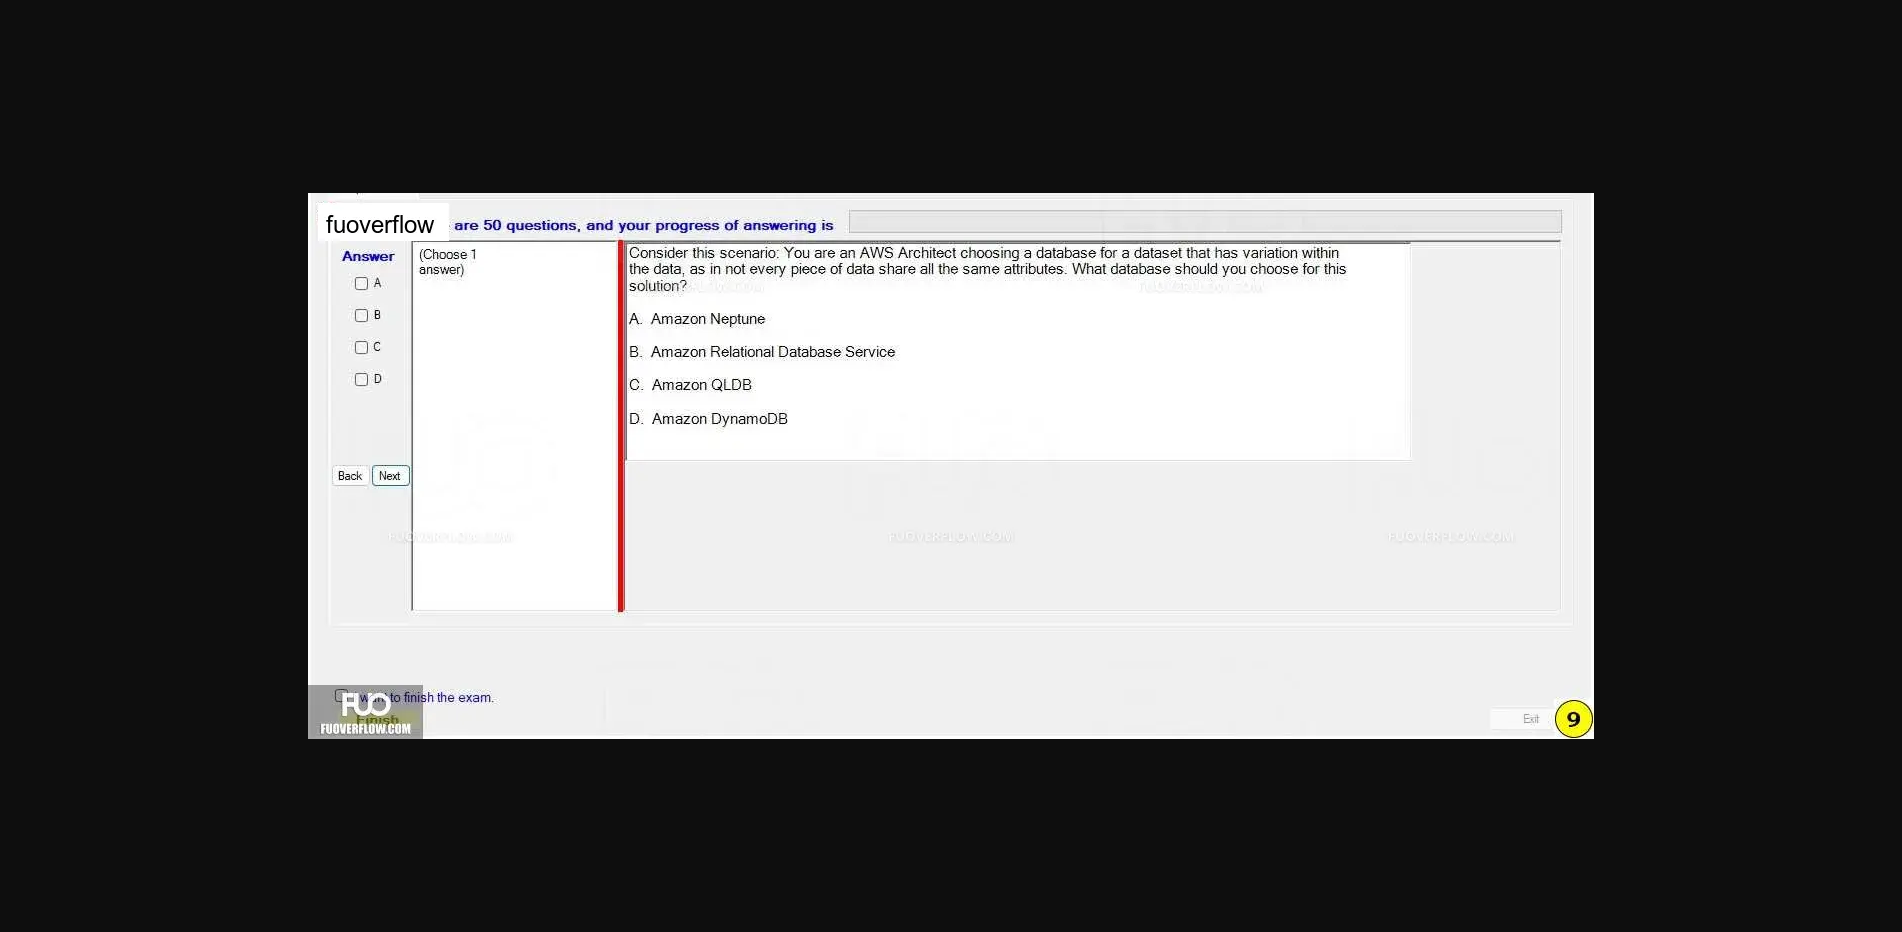 fuoverflow
are 50 questions, and your progress of answering is
Answer
(Choose 1
answer)
A
B
C
D
Back
Next
Consider this scenario: You are an AWS Architect choosing a database for a dataset that has variation within
the data, as in not every piece of data share all the same attributes. What database should you choose for this
solution?
A. Amazon Neptune
B. Amazon Relational Database Service
C. Amazon QLDB
D. Amazon DynamoDB
FUOVERFLOW.COM
FUOVERFLOW.COM
FUOVERFLOW.COM
FUOVERFLOW.COM
I want to finish the exam.
FUO
Finish
FUOVERFLOW.COM
Exit
9